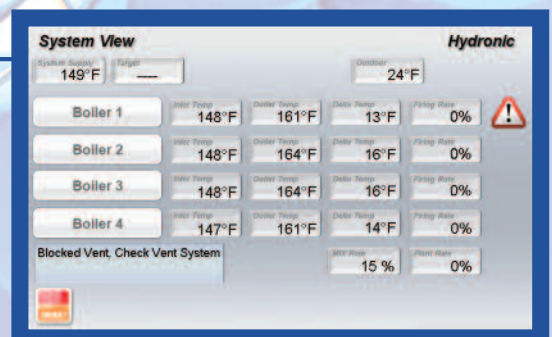 System View Hydronic
System Supply Target Outdoor
149°F ---- 24°F
Boiler 1 Inlet Temp 148°F Outlet Temp 161°F Delta Temp 13°F Firing Rate 0%
Boiler 2 Inlet Temp 148°F Outlet Temp 164°F Delta Temp 16°F Firing Rate 0%
Boiler 3 Inlet Temp 148°F Outlet Temp 164°F Delta Temp 16°F Firing Rate 0%
Boiler 4 Inlet Temp 147°F Outlet Temp 161°F Delta Temp 14°F Firing Rate 0%
Blocked Vent, Check Vent System
15 % Plant Rate 0%